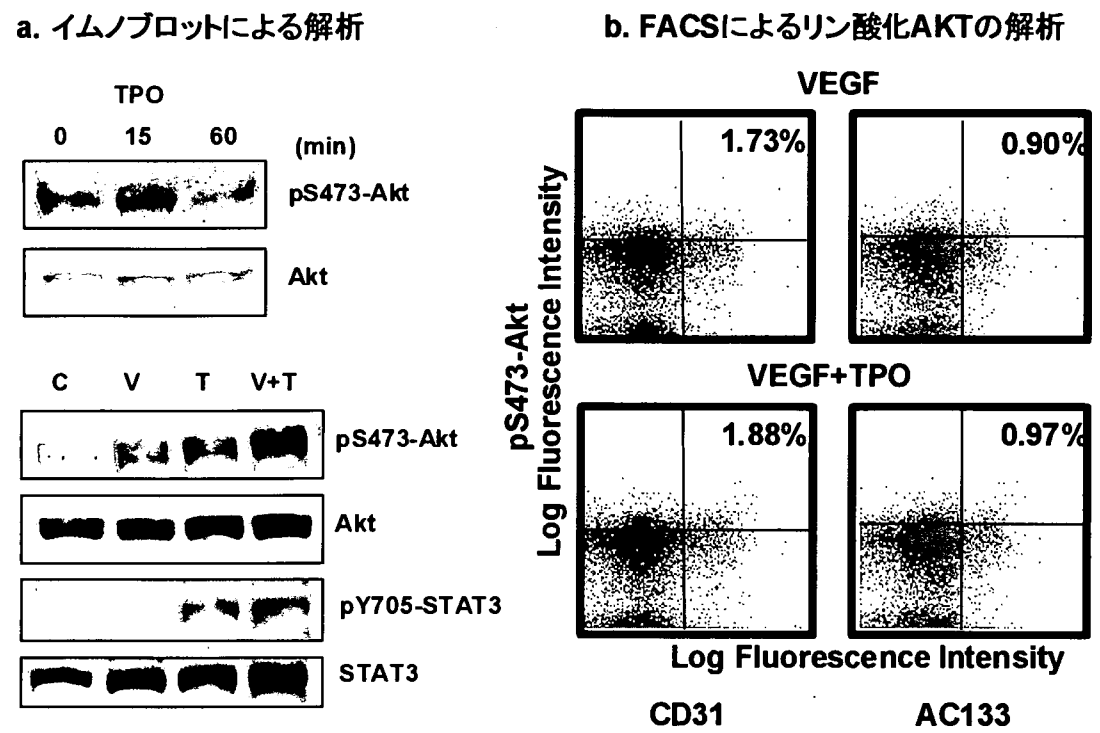 a. イムノブロットによる解析
TPO
0 15 60 (min)
pS473-Akt
Akt
C V T V+T
pS473-Akt
Akt
pY705-STAT3
STAT3
b. FACSによるリン酸化AKTの解析
VEGF
1.73% 0.90%
VEGF+TPO
1.88% 0.97%
pS473-Akt
Log Fluorescence Intensity
Log Fluorescence Intensity
CD31 AC133